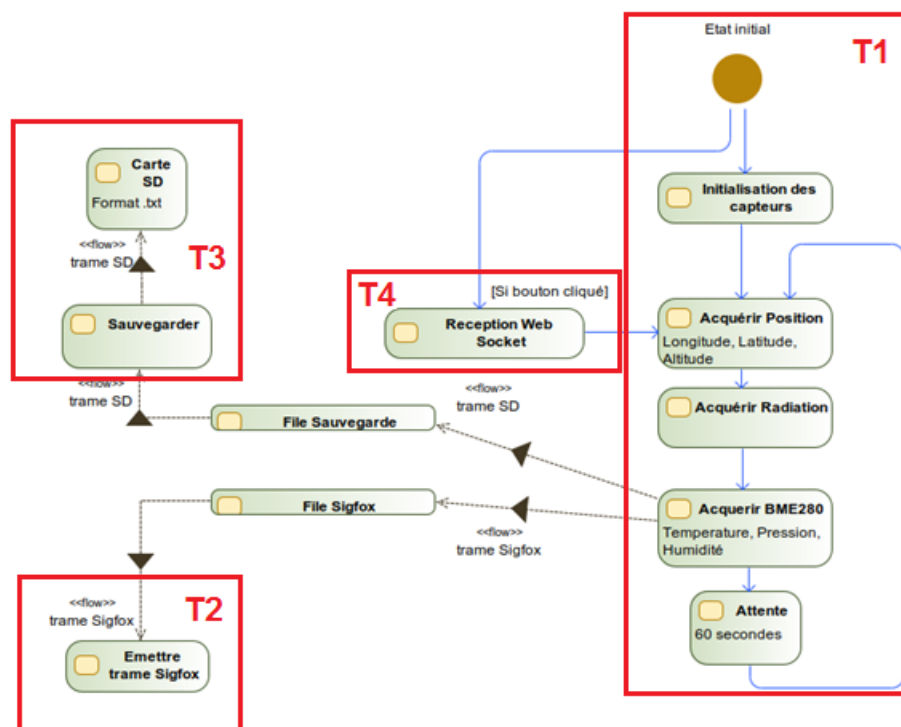 Etat initial
T1
Initialisation des
capteurs
Acquérir Position
Longitude, Latitude,
Altitude
Acquérir Radiation
Acquerir BME280
Temperature, Pression,
Humidité
Attente
60 secondes
T4
[Si bouton cliqué]
Reception Web
Socket
T3
Carte
SD
Format .txt
<<flow>>
trame SD
Sauvegarder
<<flow>>
trame SD
File Sauvegarde
<<flow>>
trame SD
File Sigfox
<<flow>>
trame Sigfox
T2
<<flow>>
trame Sigfox
Emettre
trame Sigfox